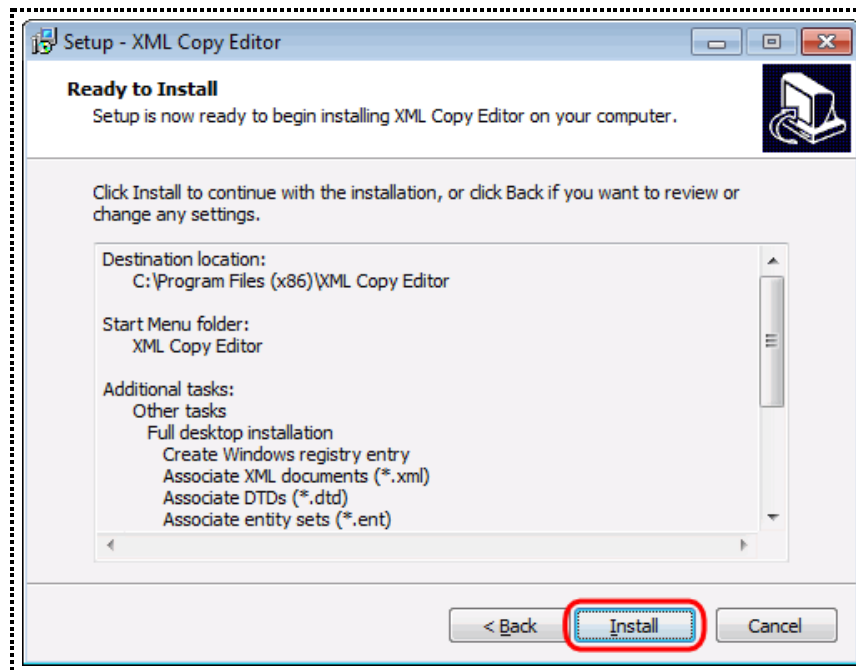 Setup - XML Copy Editor
Ready to Install
Setup is now ready to begin installing XML Copy Editor on your computer.
Click Install to continue with the installation, or click Back if you want to review or
change any settings.
Destination location:
C:\Program Files (x86)\XML Copy Editor
Start Menu folder:
XML Copy Editor
Additional tasks:
Other tasks
Full desktop installation
Create Windows registry entry
Associate XML documents (*.xml)
Associate DTDs (*.dtd)
Associate entity sets (*.ent)
< Back Install Cancel